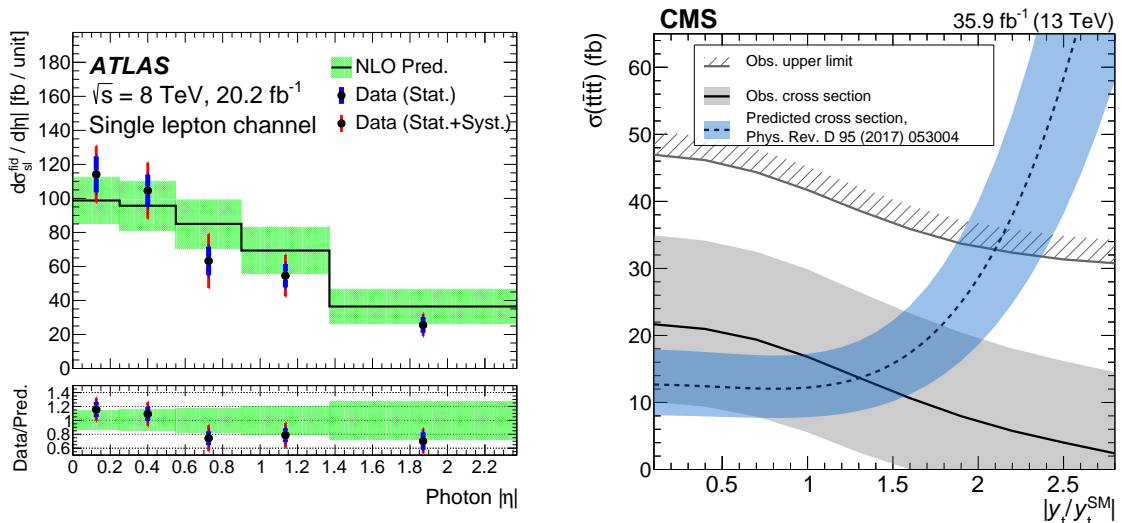 ATLAS
√s = 8 TeV, 20.2 fb⁻¹
Single lepton channel
NLO Pred.
Data (Stat.)
Data (Stat.+Syst.)
dσ_sl^fid / dlηl [fb / unit]
180
160
140
120
100
80
60
40
20
0
Data/Pred.
1.4
1.2
1
0.8
0.6
0 0.2 0.4 0.6 0.8 1 1.2 1.4 1.6 1.8 2 2.2
Photon |η|
CMS
35.9 fb⁻¹ (13 TeV)
σ(tt̄tt̄) (fb)
Obs. upper limit
Obs. cross section
Predicted cross section,
Phys. Rev. D 95 (2017) 053004
60
50
40
30
20
10
0
0.5 1 1.5 2 2.5
|y_t/y_t^SM|